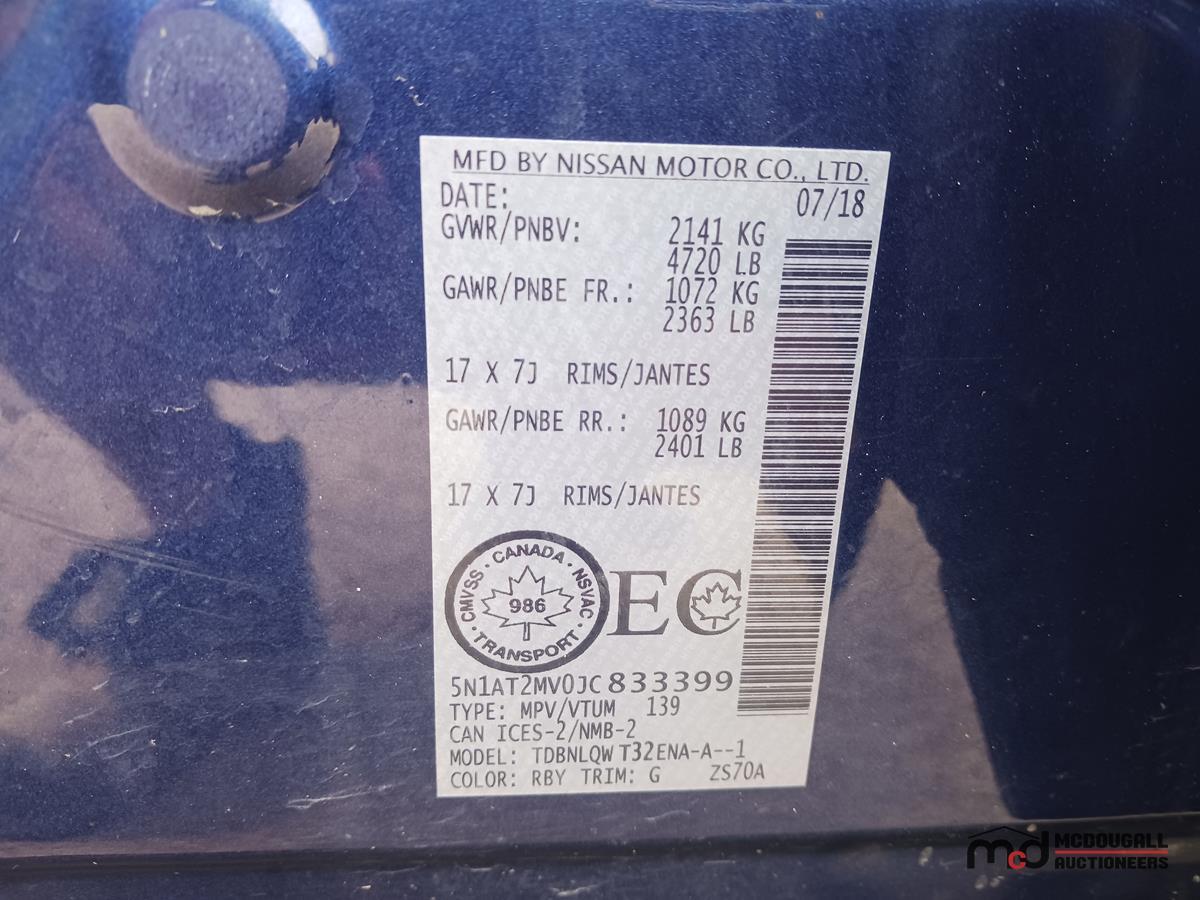 MFD BY NISSAN MOTOR CO., LTD.
DATE: 07/18
GVWR/PNBV: 2141 KG
4720 LB
GAWR/PNBE FR.: 1072 KG
2363 LB
17 X 7J RIMS/JANTES
GAWR/PNBE RR.: 1089 KG
2401 LB
17 X 7J RIMS/JANTES
CMVSS · CANADA · NSVAC · TRANSPORT ·
986
EC
5N1AT2MV0JC833399
TYPE: MPV/VTUM 139
CAN ICES-2/NMB-2
MODEL: TDBNLQW T32ENA-A--1
COLOR: RBY TRIM: G ZS70A
mcd MCDOUGALL
AUCTIONEERS